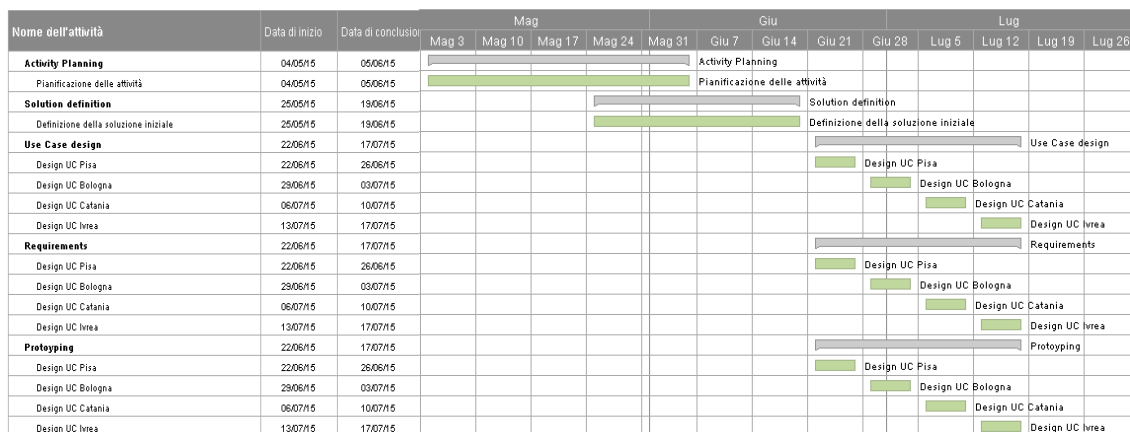 Mag Giu Lug
Nome dell'attività Data di inizio Data di conclusion
Mag 3 Mag 10 Mag 17 Mag 24 Mag 31 Giu 7 Giu 14 Giu 21 Giu 28 Lug 5 Lug 12 Lug 19 Lug 26
Activity Planning 04/05/15 05/06/15 Activity Planning
Pianificazione delle attività 04/05/15 05/06/15 Pianificazione delle attività
Solution definition 25/05/15 19/06/15 Solution definition
Definizione della soluzione iniziale 25/05/15 19/06/15 Definizione della soluzione iniziale
Use Case design 22/06/15 17/07/15 Use Case design
Design UC Pisa 22/06/15 26/06/15 Design UC Pisa
Design UC Bologna 29/06/15 03/07/15 Design UC Bologna
Design UC Catania 06/07/15 10/07/15 Design UC Catania
Design UC Ivrea 13/07/15 17/07/15 Design UC Ivrea
Requirements 22/06/15 17/07/15 Requirements
Design UC Pisa 22/06/15 26/06/15 Design UC Pisa
Design UC Bologna 29/06/15 03/07/15 Design UC Bologna
Design UC Catania 06/07/15 10/07/15 Design UC Catania
Design UC Ivrea 13/07/15 17/07/15 Design UC Ivrea
Protoyping 22/06/15 17/07/15 Protoyping
Design UC Pisa 22/06/15 26/06/15 Design UC Pisa
Design UC Bologna 29/06/15 03/07/15 Design UC Bologna
Design UC Catania 06/07/15 10/07/15 Design UC Catania
Design UC Ivrea 13/07/15 17/07/15 Design UC Ivrea